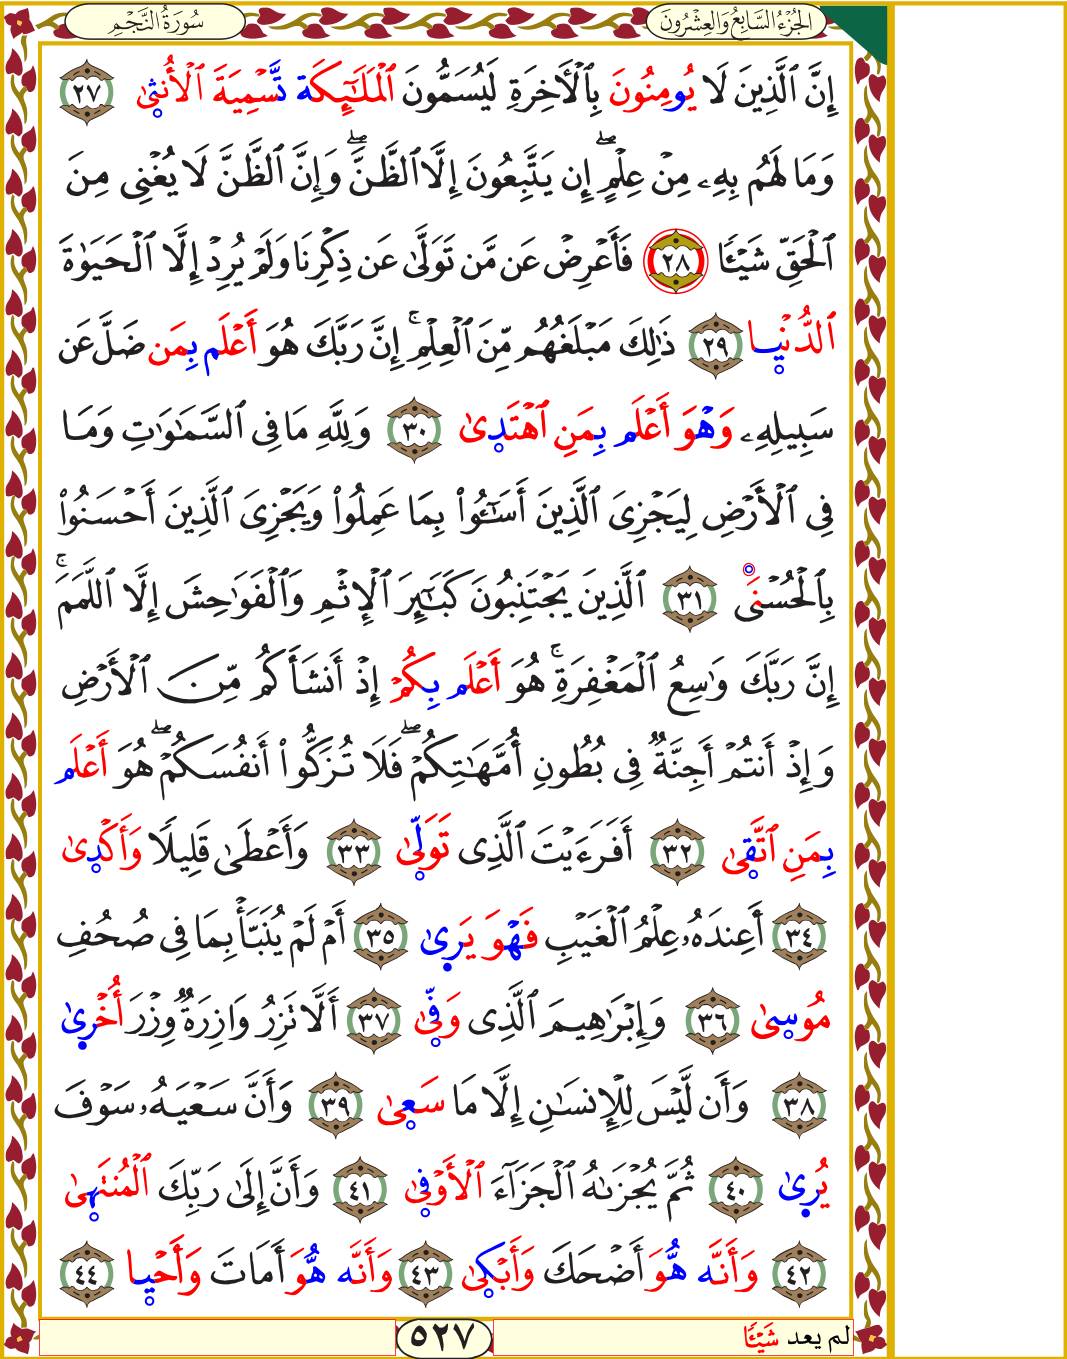 سُورَةُ النَّجْمِ
الجُزْءُ السَّابِعُ وَالعِشْرُونَ
إِنَّ ٱلَّذِينَ لَا يُومِنُونَ بِٱلْأَخِرَةِ لَيُسَمُّونَ ٱلْمَلَٰٓئِكَة تَّسْمِيَةَ ٱلْأُنثَىٰ ٢٧
وَمَا لَهُم بِهِۦ مِنْ عِلْمٍۖ إِن يَتَّبِعُونَ إِلَّا ٱلظَّنَّۖ وَإِنَّ ٱلظَّنَّ لَا يُغْنِى مِنَ
ٱلْحَقِّ شَيْـًٔا ٢٨ فَأَعْرِضْ عَن مَّن تَوَلَّىٰ عَن ذِكْرِنَا وَلَمْ يُرِدْ إِلَّا ٱلْحَيَوٰةَ
ٱلدُّنْيٜا ٢٩ ذَٰلِكَ مَبْلَغُهُم مِّنَ ٱلْعِلْمِۚ إِنَّ رَبَّكَ هُوَ أَعْلَم بِمَن ضَلَّ عَن
سَبِيلِهِۦ وَهْوَ أَعْلَم بِمَنِ ٱهْتَدٜىٰ ٣٠ وَلِلَّهِ مَا فِى ٱلسَّمَٰوَٰتِ وَمَا
فِى ٱلْأَرْضِ لِيَجْزِىَ ٱلَّذِينَ أَسَٰٓـُٔوا۟ بِمَا عَمِلُوا۟ وَيَجْزِىَ ٱلَّذِينَ أَحْسَنُوا۟
بِٱلْحُسْنَى ٣١ ٱلَّذِينَ يَجْتَنِبُونَ كَبَٰٓئِرَ ٱلْإِثْمِ وَٱلْفَوَٰحِشَ إِلَّا ٱللَّمَمَۚ
إِنَّ رَبَّكَ وَٰسِعُ ٱلْمَغْفِرَةِۚ هُوَ أَعْلَم بِكُمْ إِذْ أَنشَأَكُم مِّنَ ٱلْأَرْضِ
وَإِذْ أَنتُمْ أَجِنَّةٌ فِى بُطُونِ أُمَّهَٰتِكُمْۖ فَلَا تُزَكُّوا۟ أَنفُسَكُمْۖ هُوَ أَعْلَم
بِمَنِ ٱتَّقٜىٰ ٣٢ أَفَرَءَيْتَ ٱلَّذِى تَوَلّٜىٰ ٣٣ وَأَعْطَىٰ قَلِيلًا وَأَكْدٜىٰ
٣٤ أَعِندَهُۥ عِلْمُ ٱلْغَيْبِ فَهْوَ يَرٜىٰ ٣٥ أَمْ لَمْ يُنَبَّأْ بِمَا فِى صُحُفِ
مُوسٜىٰ ٣٦ وَإِبْرَٰهِيمَ ٱلَّذِى وَفّٜىٰ ٣٧ أَلَّا تَزِرُ وَازِرَةٌ وِزْرَ أُخْرٜىٰ
٣٨ وَأَن لَّيْسَ لِلْإِنسَٰنِ إِلَّا مَا سَعٜىٰ ٣٩ وَأَنَّ سَعْيَهُۥ سَوْفَ
يُرٜىٰ ٤٠ ثُمَّ يُجْزَىٰهُ ٱلْجَزَآءَ ٱلْأَوْفٜىٰ ٤١ وَأَنَّ إِلَىٰ رَبِّكَ ٱلْمُنتَهٜىٰ
٤٢ وَأَنَّه هُّوَ أَضْحَكَ وَأَبْكٜىٰ ٤٣ وَأَنَّه هُّوَ أَمَاتَ وَأَحْيٜا ٤٤
لم يعد شَيْـًٔا
٥٢٧